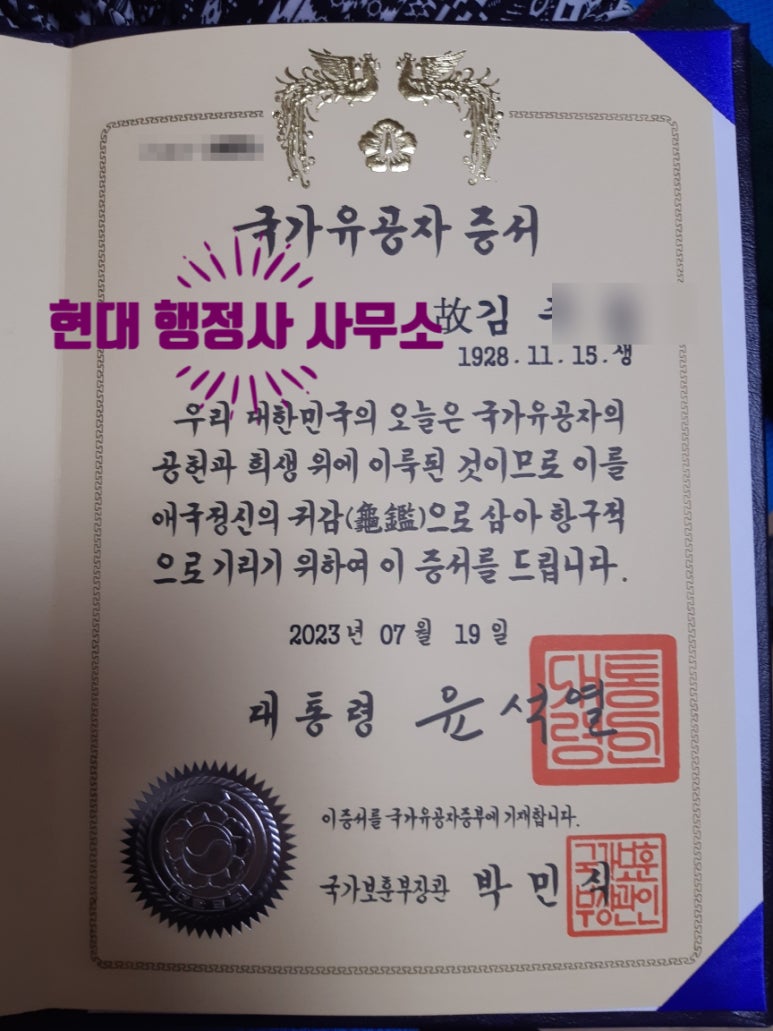 국가유공자 증서
현대 행정사 사무소
故김
1928.11.15.생
우리 대한민국의 오늘은 국가유공자의
공헌과 희생 위에 이룩된 것이므로 이를
애국정신의 귀감(龜鑑)으로 삼아 항구적
으로 기리기 위하여 이 증서를 드립니다.
2023년 07월 19일
대통령 윤석열
대통령의인
이 증서를 국가유공자증부에 기재합니다.
국가보훈부장관 박민식
국가보훈부장관인